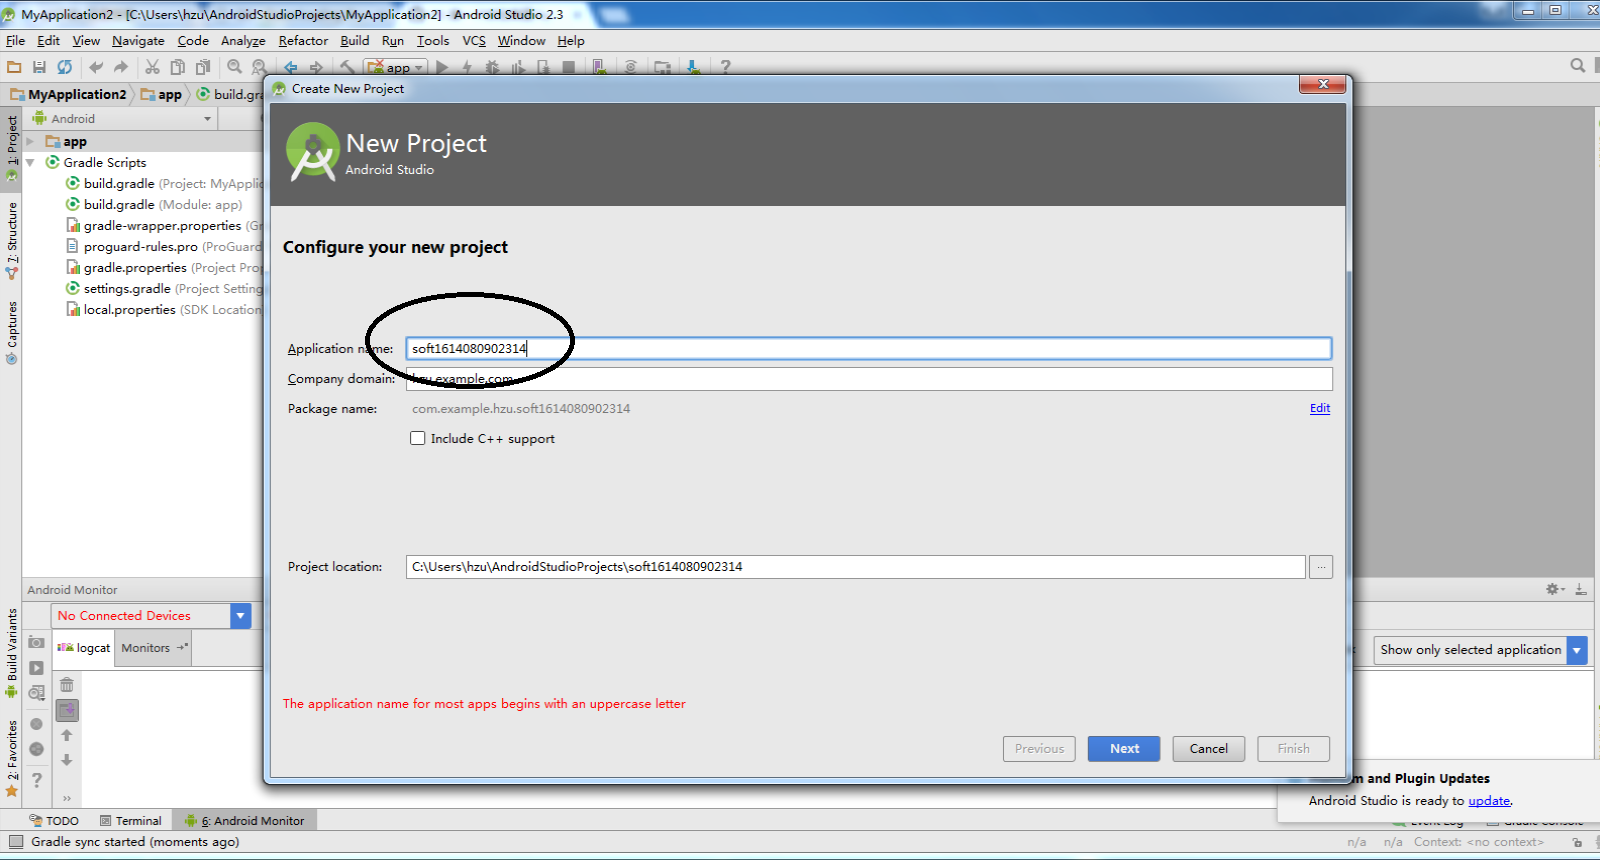 MyApplication2 - [C:\Users\hzu\AndroidStudioProjects\MyApplication2] - Android Studio 2.3
File Edit View Navigate Code Analyze Refactor Build Run Tools VCS Window Help
app
MyApplication2 app build.gra
Create New Project
1: Project
Android
New Project
Android Studio
app
Gradle Scripts
build.gradle (Project: MyApplic
build.gradle (Module: app)
gradle-wrapper.properties (Gr
proguard-rules.pro (ProGuard
gradle.properties (Project Prop
settings.gradle (Project Setting
local.properties (SDK Location
7: Structure
Captures
Configure your new project
Application name: soft1614080902314
Company domain: hzu.example.com
Package name: com.example.hzu.soft1614080902314 Edit
Include C++ support
Project location: C:\Users\hzu\AndroidStudioProjects\soft1614080902314 ...
Android Monitor
No Connected Devices
logcat Monitors
Show only selected application
Build Variants
2: Favorites
The application name for most apps begins with an uppercase letter
Previous Next Cancel Finish
m and Plugin Updates
Android Studio is ready to update.
TODO Terminal 6: Android Monitor Event Log Gradle Console
Gradle sync started (moments ago) n/a n/a Context: <no context>